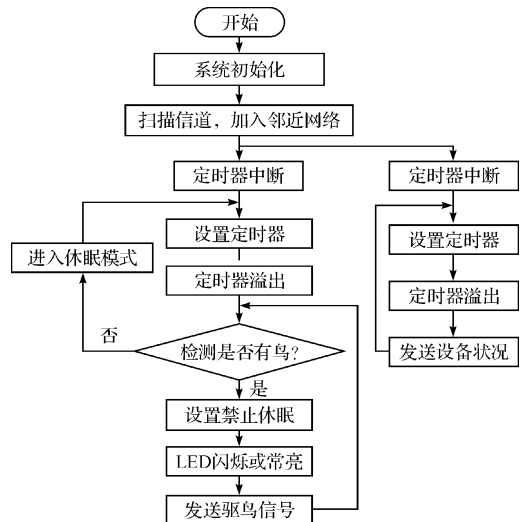 开始
系统初始化
扫描信道，加入邻近网络
定时器中断
设置定时器
定时器溢出
进入休眠模式
否
检测是否有鸟?
是
设置禁止休眠
LED闪烁或常亮
发送驱鸟信号
定时器中断
设置定时器
定时器溢出
发送设备状况